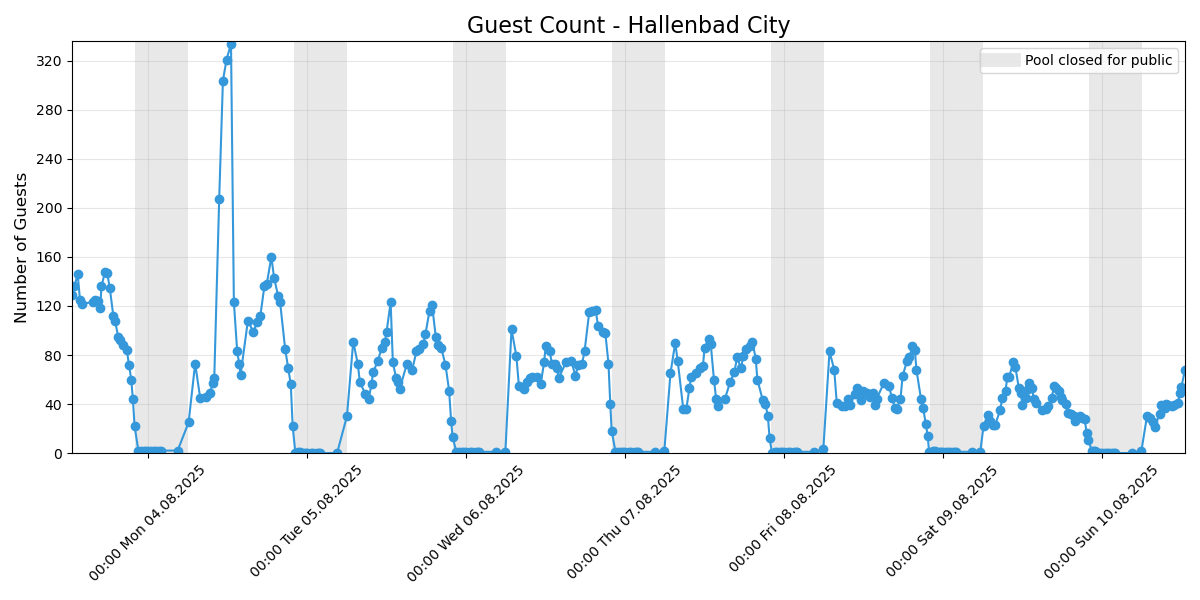 Guest Count - Hallenbad City
Pool closed for public
Number of Guests
320
280
240
200
160
120
80
40
0
00:00 Mon 04.08.2025
00:00 Tue 05.08.2025
00:00 Wed 06.08.2025
00:00 Thu 07.08.2025
00:00 Fri 08.08.2025
00:00 Sat 09.08.2025
00:00 Sun 10.08.2025